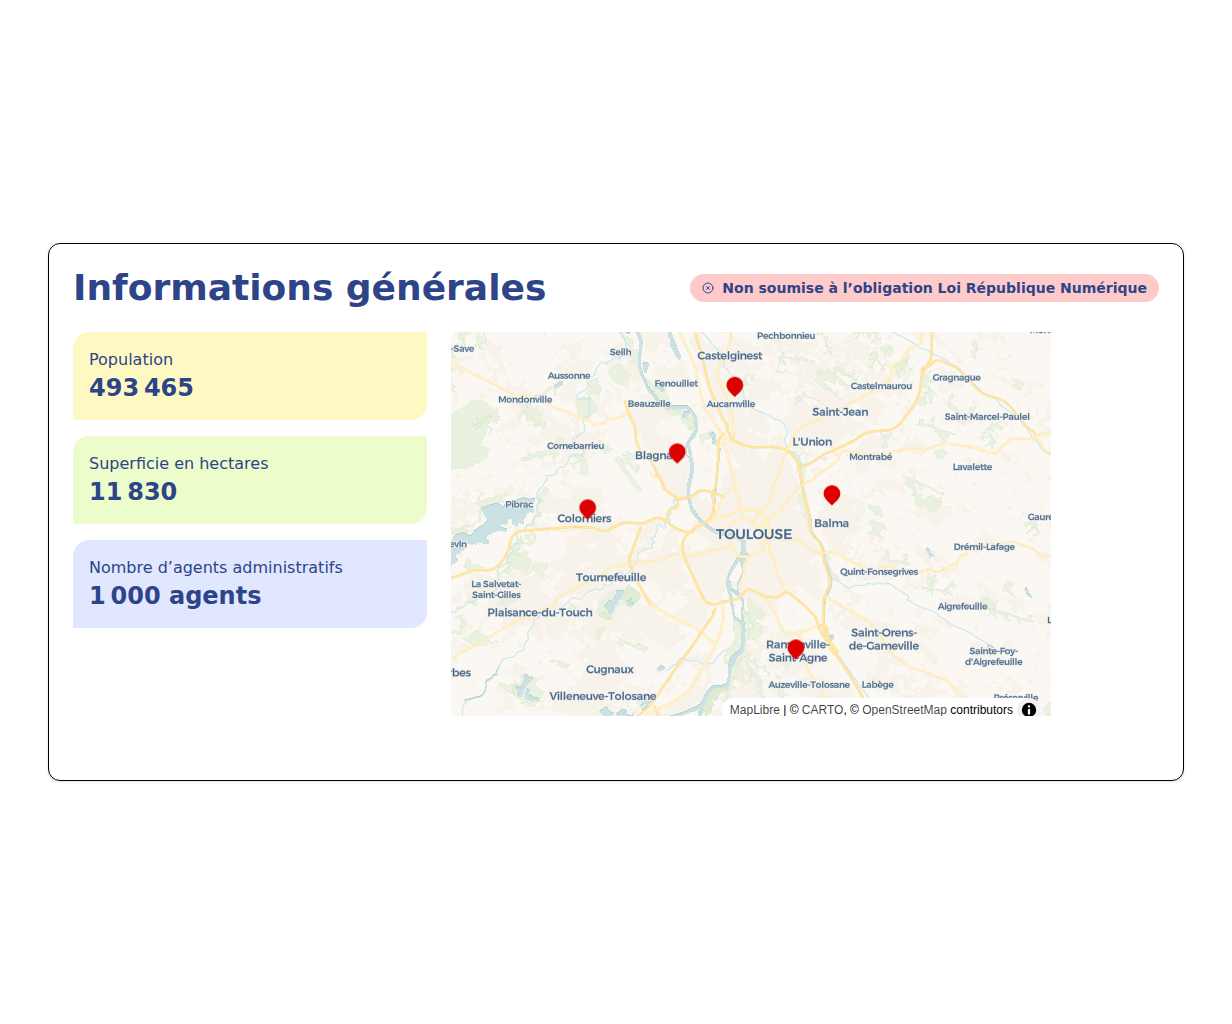 Informations générales
Non soumise à l’obligation Loi République Numérique
Population
493 465
Superficie en hectares
11 830
Nombre d’agents administratifs
1 000 agents
Pechbonnieu
-Save
Seilh
Castelginest
Aussonne
Fenouillet
Castelmaurou
Gragnague
Mondonville
Beauzelle
Aucamville
Saint-Jean
Saint-Marcel-Paulel
Cornebarrieu
L'Union
Blagna
Montrabé
Lavalette
Pibrac
Colomiers
Balma
TOULOUSE
Drémil-Lafage
Tournefeuille
Quint-Fonsegrives
La Salvetat-
Saint-Gilles
Plaisance-du-Touch
Aigrefeuille
Saint-Orens-
de-Gameville
Saint-Agne
Sainte-Foy-
d'Aigrefeuille
Cugnaux
Auzeville-Tolosane
Labège
Villeneuve-Tolosane
MapLibre | © CARTO, © OpenStreetMap contributors